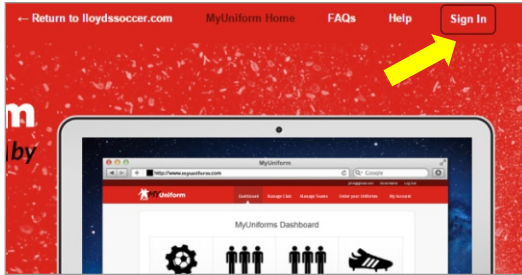 ← Return to lloydssoccer.com MyUniform Home FAQs Help Sign In
m
by
MyUniform
http://www.myuniform.com Google
MYUniform Dashboard Manage Club Manage Teams Order your Uniforms My Account
MyUniforms Dashboard